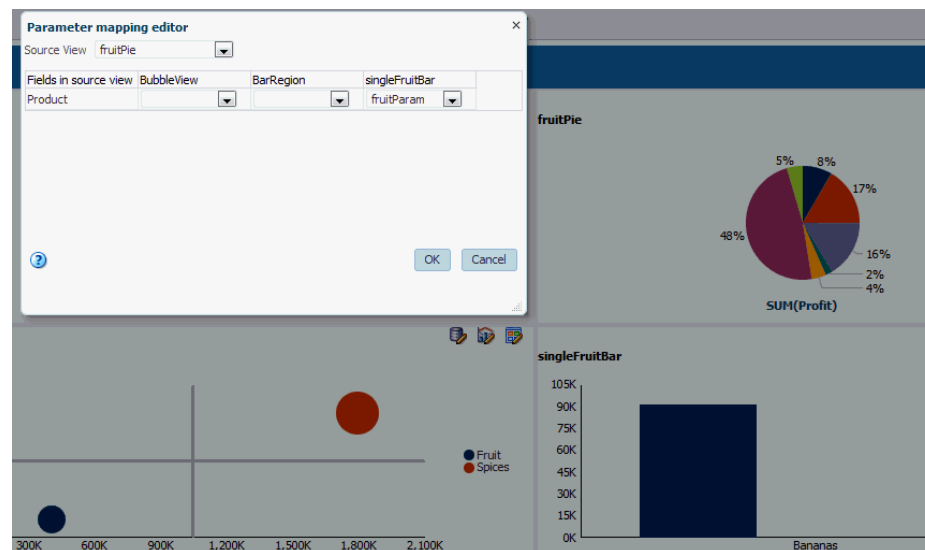 Parameter mapping editor ×
Source View fruitPie
Fields in source view BubbleView BarRegion singleFruitBar
Product fruitParam
? OK Cancel
fruitPie
5% 8%
17%
48%
16%
2%
4%
SUM(Profit)
Fruit
Spices
300K 600K 900K 1,200K 1,500K 1,800K 2,100K
singleFruitBar
105K
90K
75K
60K
45K
30K
15K
0K
Bananas